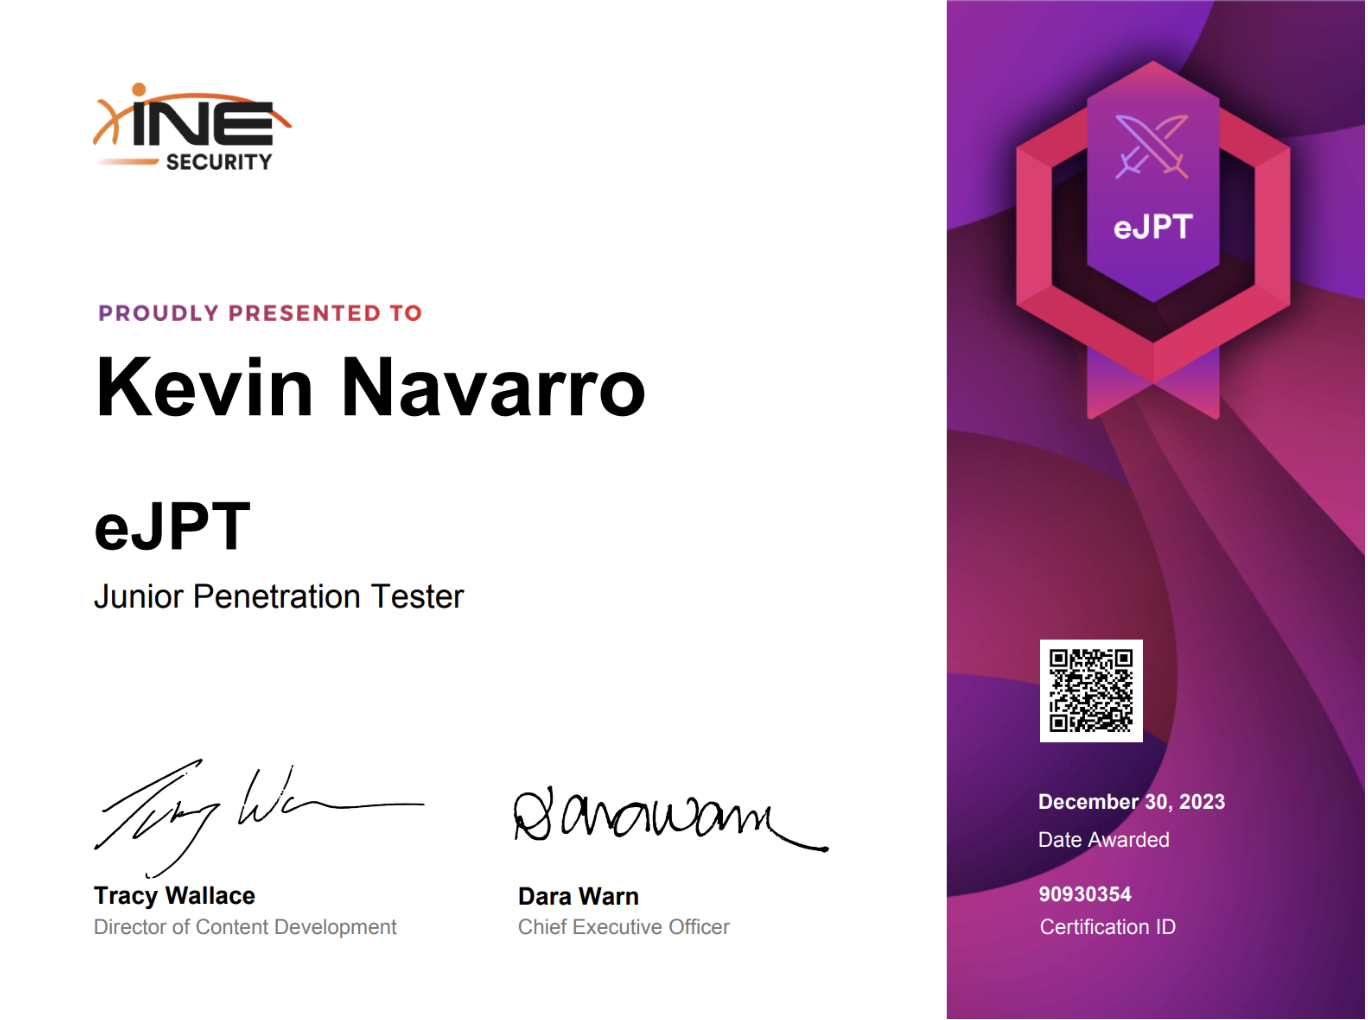 INE
SECURITY
PROUDLY PRESENTED TO
Kevin Navarro
eJPT
Junior Penetration Tester
Tracy Wallace
Director of Content Development
Dara Warn
Chief Executive Officer
eJPT
December 30, 2023
Date Awarded
90930354
Certification ID